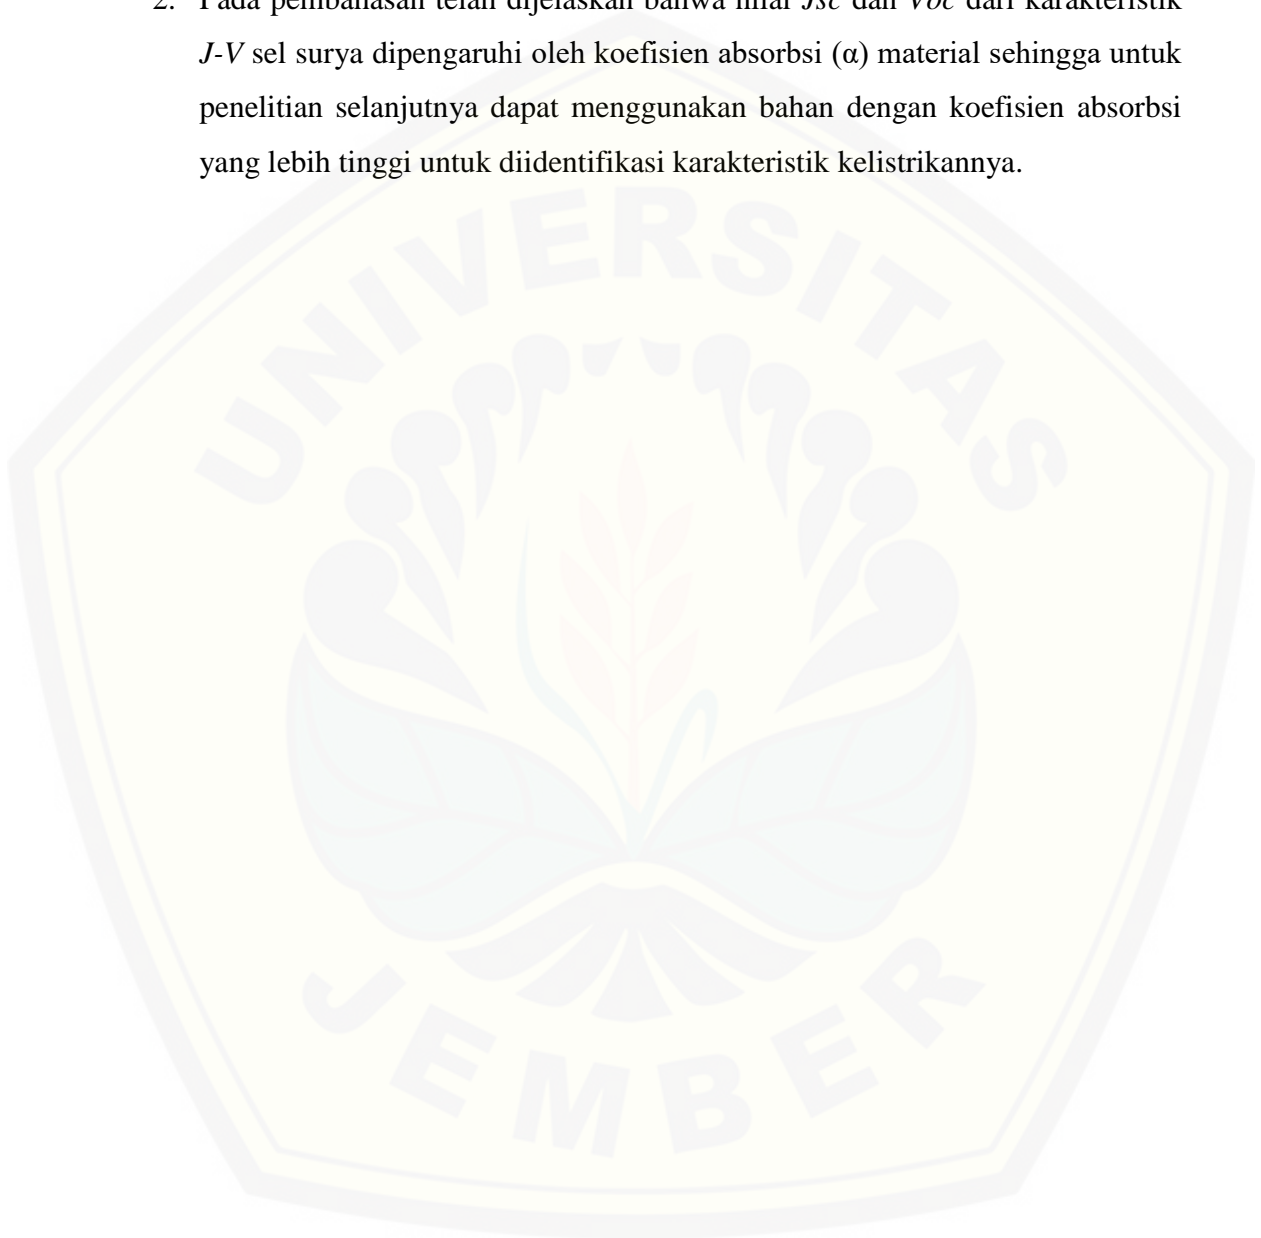 2. Pada pembahasan telah dijelaskan bahwa nilai Jsc dan Voc dari karakteristik
J-V sel surya dipengaruhi oleh koefisien absorbsi (α) material sehingga untuk
penelitian selanjutnya dapat menggunakan bahan dengan koefisien absorbsi
yang lebih tinggi untuk diidentifikasi karakteristik kelistrikannya.
UNIVERSITAS
JEMBER